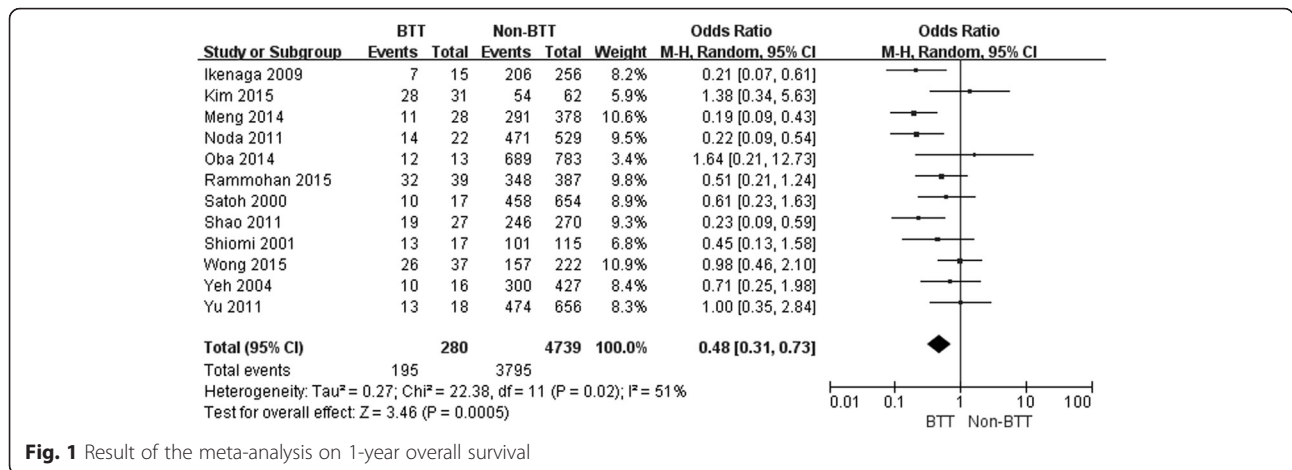 BTT Non-BTT Odds Ratio Odds Ratio
Study or Subgroup Events Total Events Total Weight M-H, Random, 95% CI M-H, Random, 95% CI
Ikenaga 2009 7 15 206 256 8.2% 0.21 [0.07, 0.61]
Kim 2015 28 31 54 62 5.9% 1.38 [0.34, 5.63]
Meng 2014 11 28 291 378 10.6% 0.19 [0.09, 0.43]
Noda 2011 14 22 471 529 9.5% 0.22 [0.09, 0.54]
Oba 2014 12 13 689 783 3.4% 1.64 [0.21, 12.73]
Rammohan 2015 32 39 348 387 9.8% 0.51 [0.21, 1.24]
Satoh 2000 10 17 458 654 8.9% 0.61 [0.23, 1.63]
Shao 2011 19 27 246 270 9.3% 0.23 [0.09, 0.59]
Shiomi 2001 13 17 101 115 6.8% 0.45 [0.13, 1.58]
Wong 2015 26 37 157 222 10.9% 0.98 [0.46, 2.10]
Yeh 2004 10 16 300 427 8.4% 0.71 [0.25, 1.98]
Yu 2011 13 18 474 656 8.3% 1.00 [0.35, 2.84]
Total (95% CI) 280 4739 100.0% 0.48 [0.31, 0.73]
Total events 195 3795
Heterogeneity: Tau² = 0.27; Chi² = 22.38, df = 11 (P = 0.02); I² = 51%
Test for overall effect: Z = 3.46 (P = 0.0005)
0.01 0.1 1 10 100
BTT Non-BTT
Fig. 1 Result of the meta-analysis on 1-year overall survival